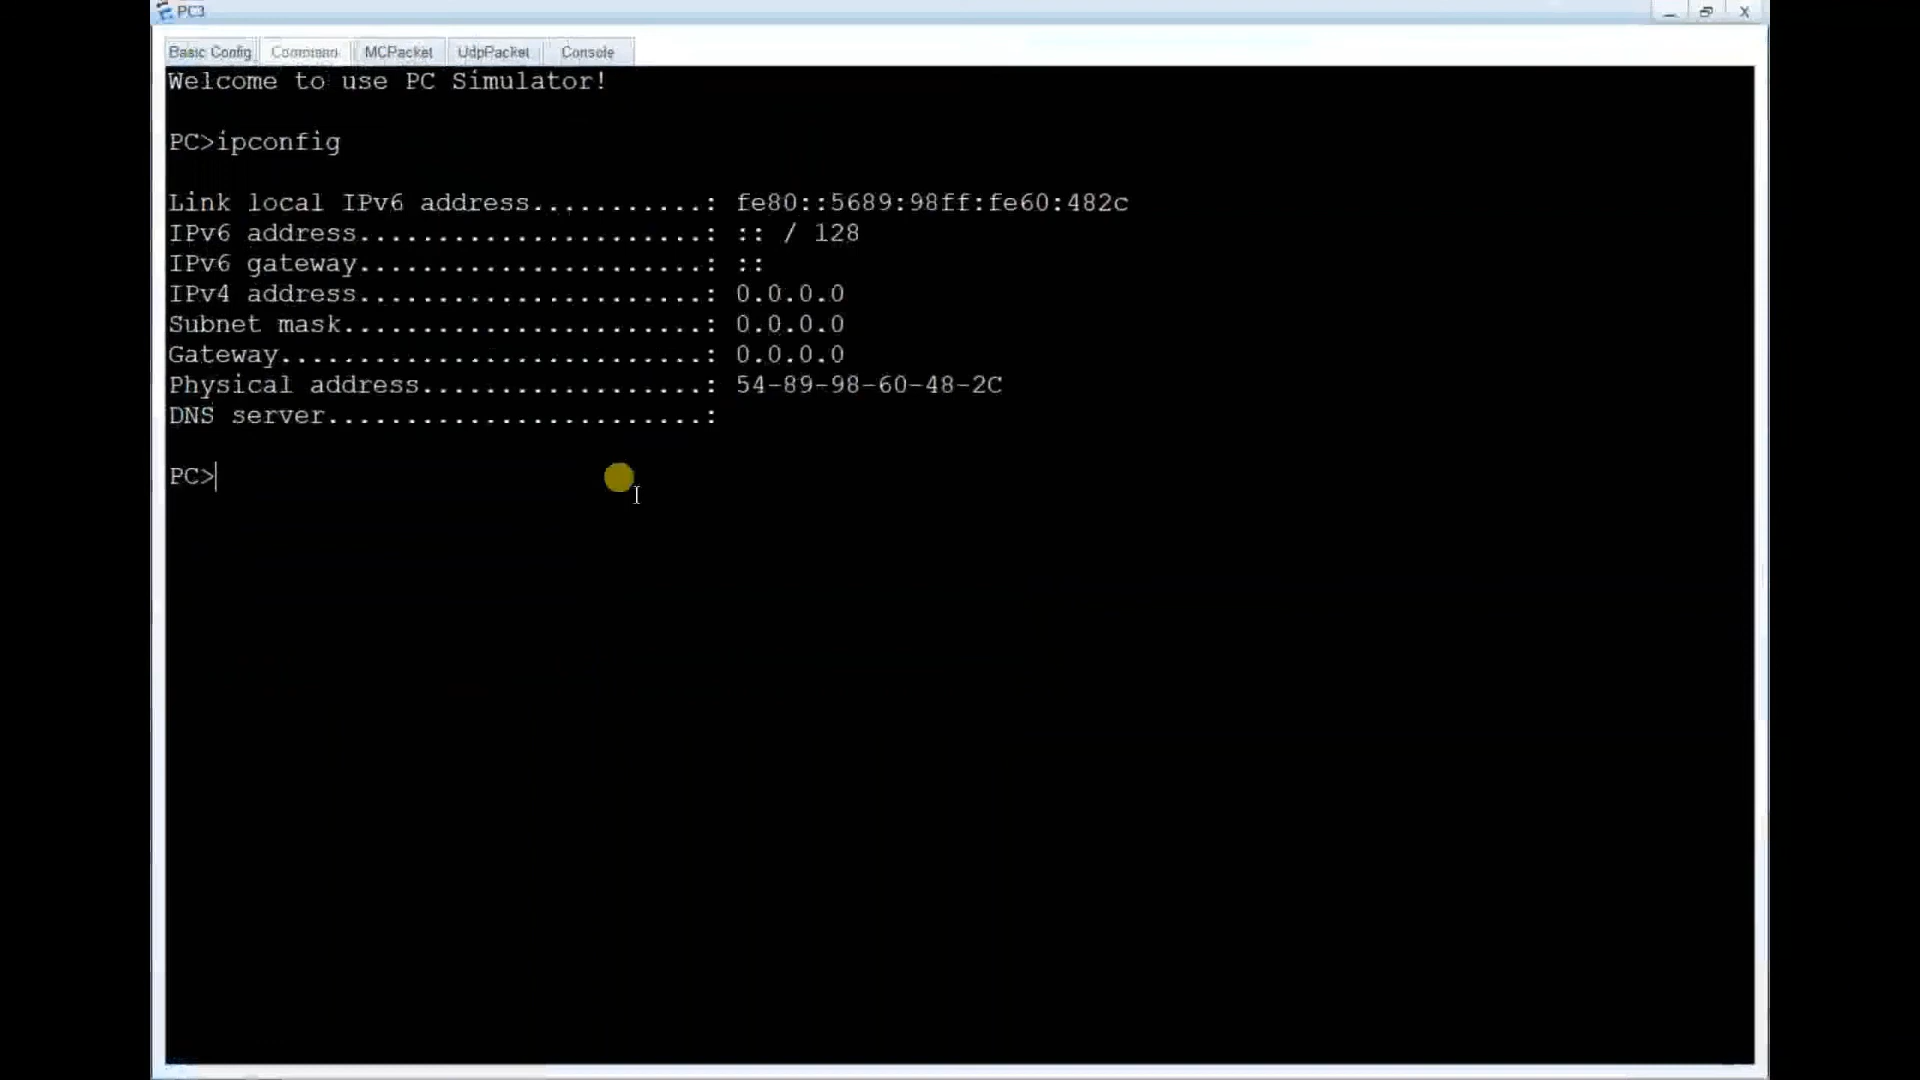 PC3
Basic Config Command MCPacket UdpPacket Console
Welcome to use PC Simulator!
PC>ipconfig
Link local IPv6 address...........: fe80::5689:98ff:fe60:482c
IPv6 address......................: :: / 128
IPv6 gateway......................: ::
IPv4 address......................: 0.0.0.0
Subnet mask.......................: 0.0.0.0
Gateway...........................: 0.0.0.0
Physical address..................: 54-89-98-60-48-2C
DNS server........................:
PC>